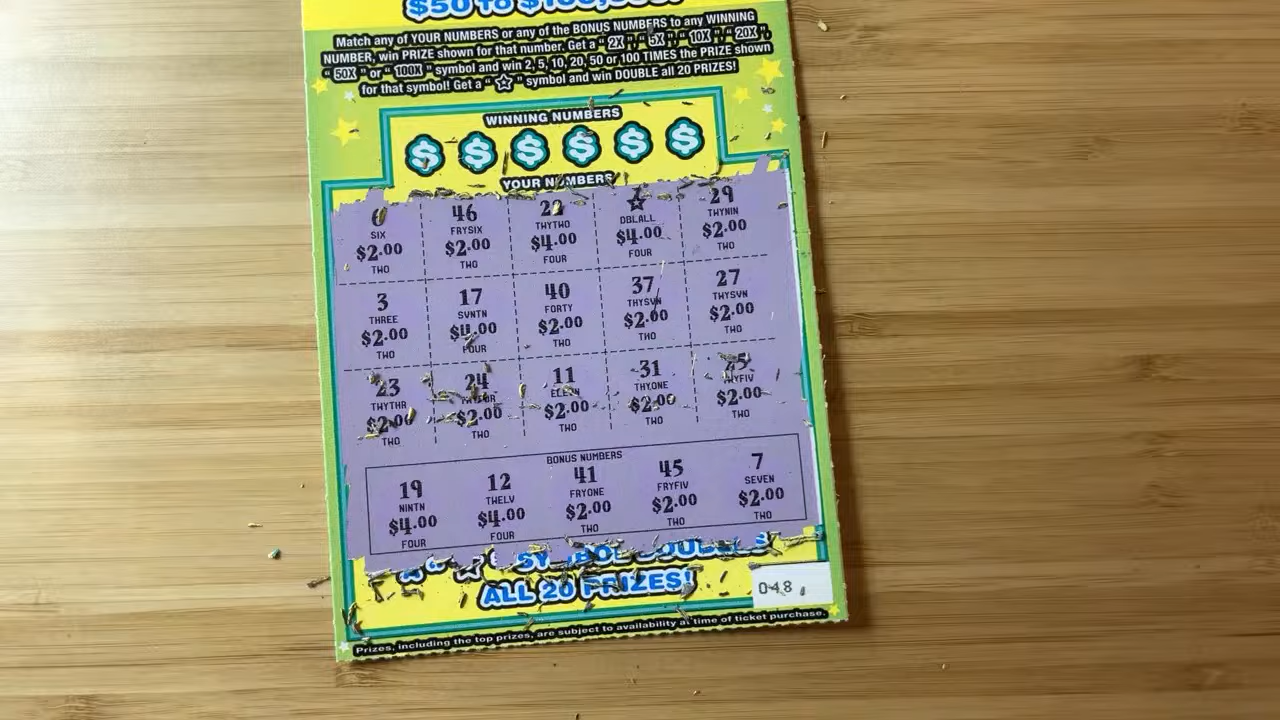 $50 to $100,000!
Match any of YOUR NUMBERS or any of the BONUS NUMBERS to any WINNING
NUMBER, win PRIZE shown for that number. Get a "2X", "5X", "10X", "20X",
"50X" or "100X" symbol and win 2, 5, 10, 20, 50 or 100 TIMES the PRIZE shown
for that symbol! Get a "☆" symbol and win DOUBLE all 20 PRIZES!
WINNING NUMBERS
$ $ $ $ $ $
YOUR NUMBERS
6 46 22 ☆ 29
SIX FRYSIX THYTWO DBLALL THYNIN
$2.00 $2.00 $4.00 $4.00 $2.00
TWO TWO FOUR FOUR TWO
3 17 40 37 27
THREE SVNTN FORTY THYSVN THYSVN
$2.00 $4.00 $2.00 $2.00 $2.00
TWO FOUR TWO TWO TWO
23 24 11 31
THYTHR THYONE
$2.00 $2.00 $2.00 $2.00 $2.00
TWO TWO TWO TWO TWO
BONUS NUMBERS
19 12 41 45 7
NINTN THELV FRYONE FRYFIV SEVEN
$4.00 $4.00 $2.00 $2.00 $2.00
FOUR FOUR TWO TWO TWO
A "☆" SYMBOL DOUBLES
ALL 20 PRIZES!
048
Prizes, including the top prizes, are subject to availability at time of ticket purchase.